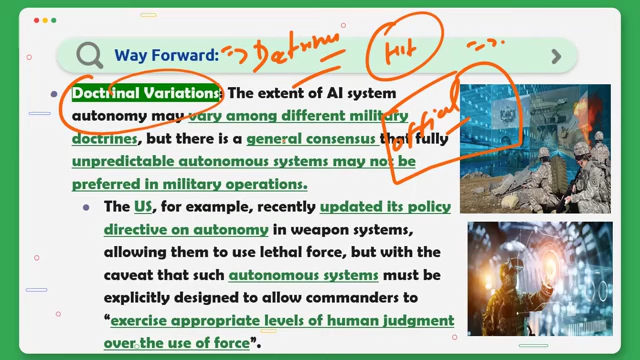 Way Forward:
Doctrinal Variations: The extent of AI system
autonomy may vary among different military
doctrines, but there is a general consensus that fully
unpredictable autonomous systems may not be
preferred in military operations.
The US, for example, recently updated its policy
directive on autonomy in weapon systems,
allowing them to use lethal force, but with the
caveat that such autonomous systems must be
explicitly designed to allow commanders to
“exercise appropriate levels of human judgment
over the use of force”.